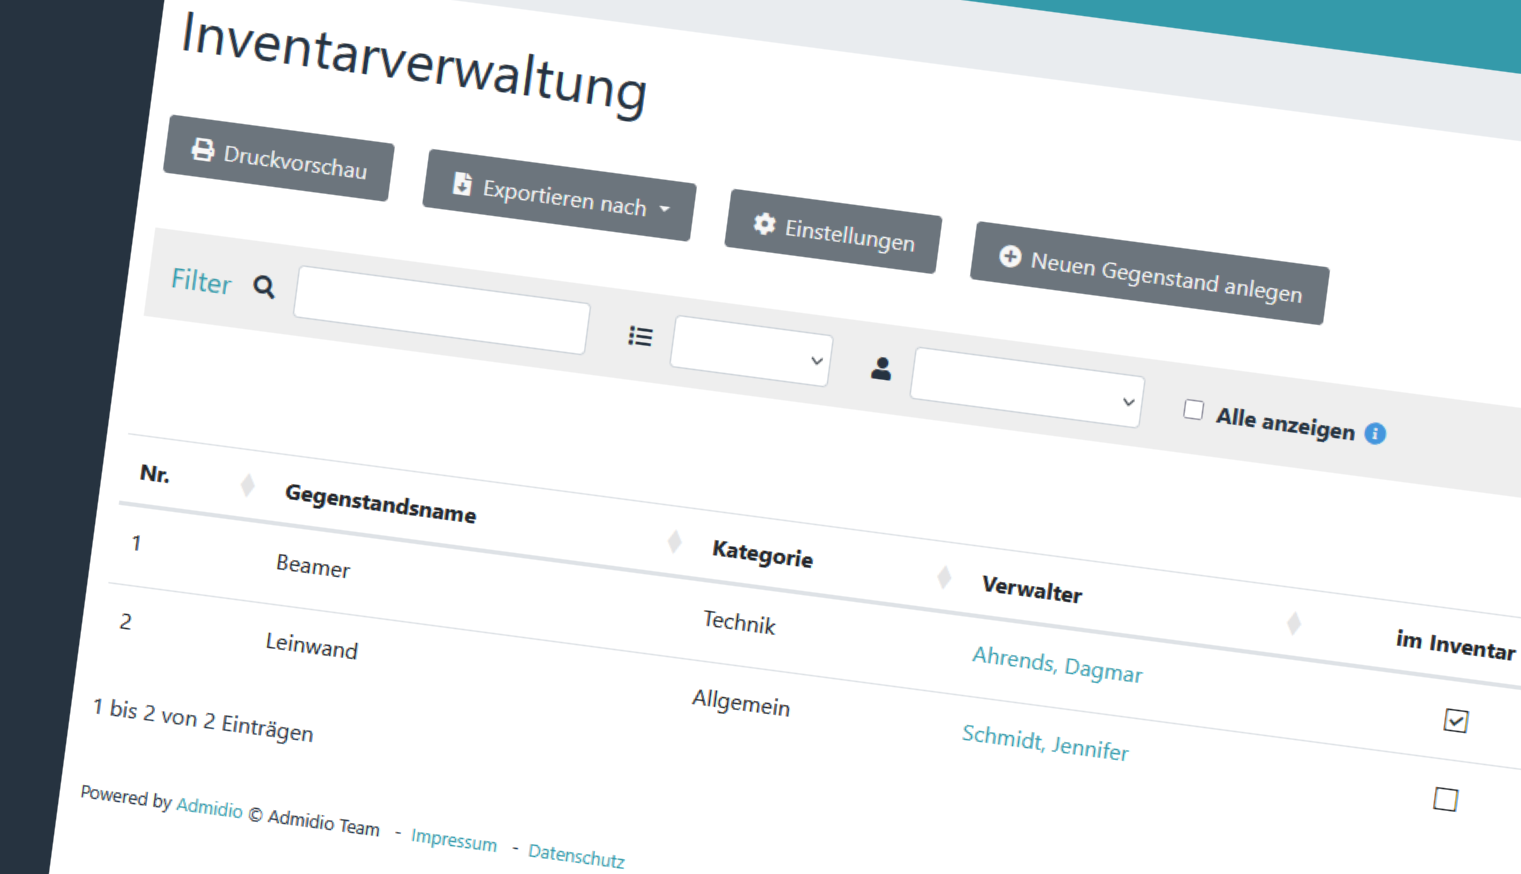 Inventarverwaltung
Druckvorschau Exportieren nach Einstellungen Neuen Gegenstand anlegen
Filter Alle anzeigen
Nr. Gegenstandsname Kategorie Verwalter im Inventar
1 Beamer Technik Ahrends, Dagmar
2 Leinwand Allgemein Schmidt, Jennifer
1 bis 2 von 2 Einträgen
Powered by Admidio © Admidio Team - Impressum - Datenschutz